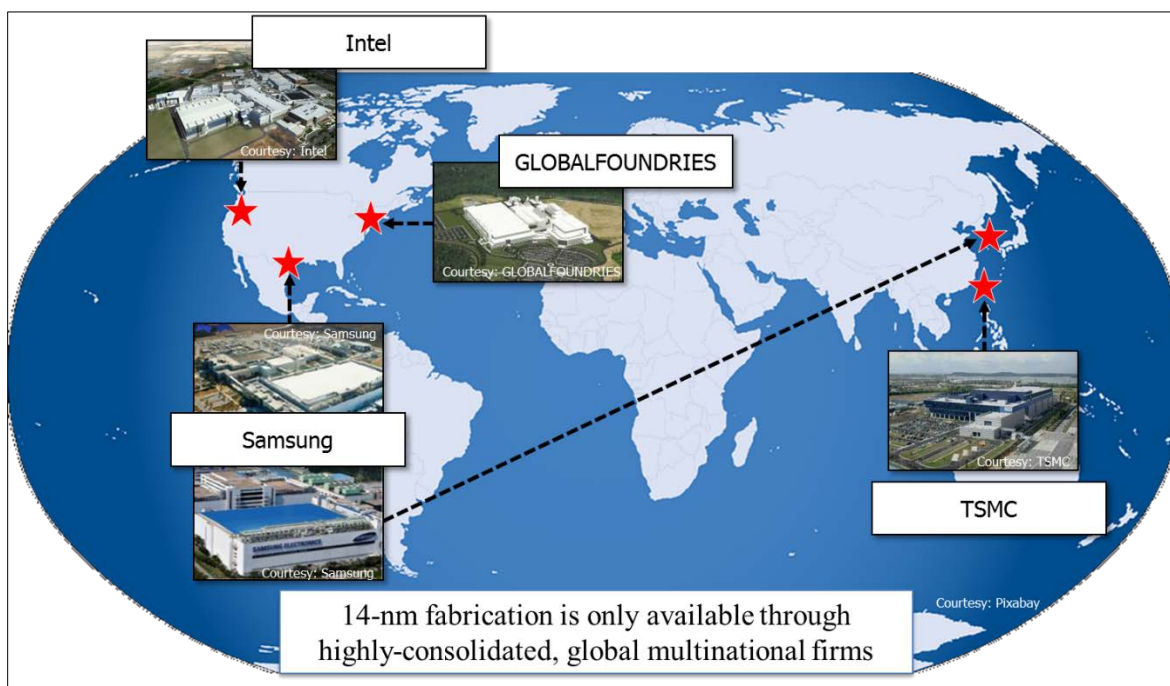 Intel
Courtesy: Intel
GLOBALFOUNDRIES
Courtesy: GLOBALFOUNDRIES
Courtesy: Samsung
Samsung
SAMSUNG ELECTRONICS
Courtesy: Samsung
Courtesy: TSMC
TSMC
Courtesy: Pixabay
14-nm fabrication is only available through
highly-consolidated, global multinational firms